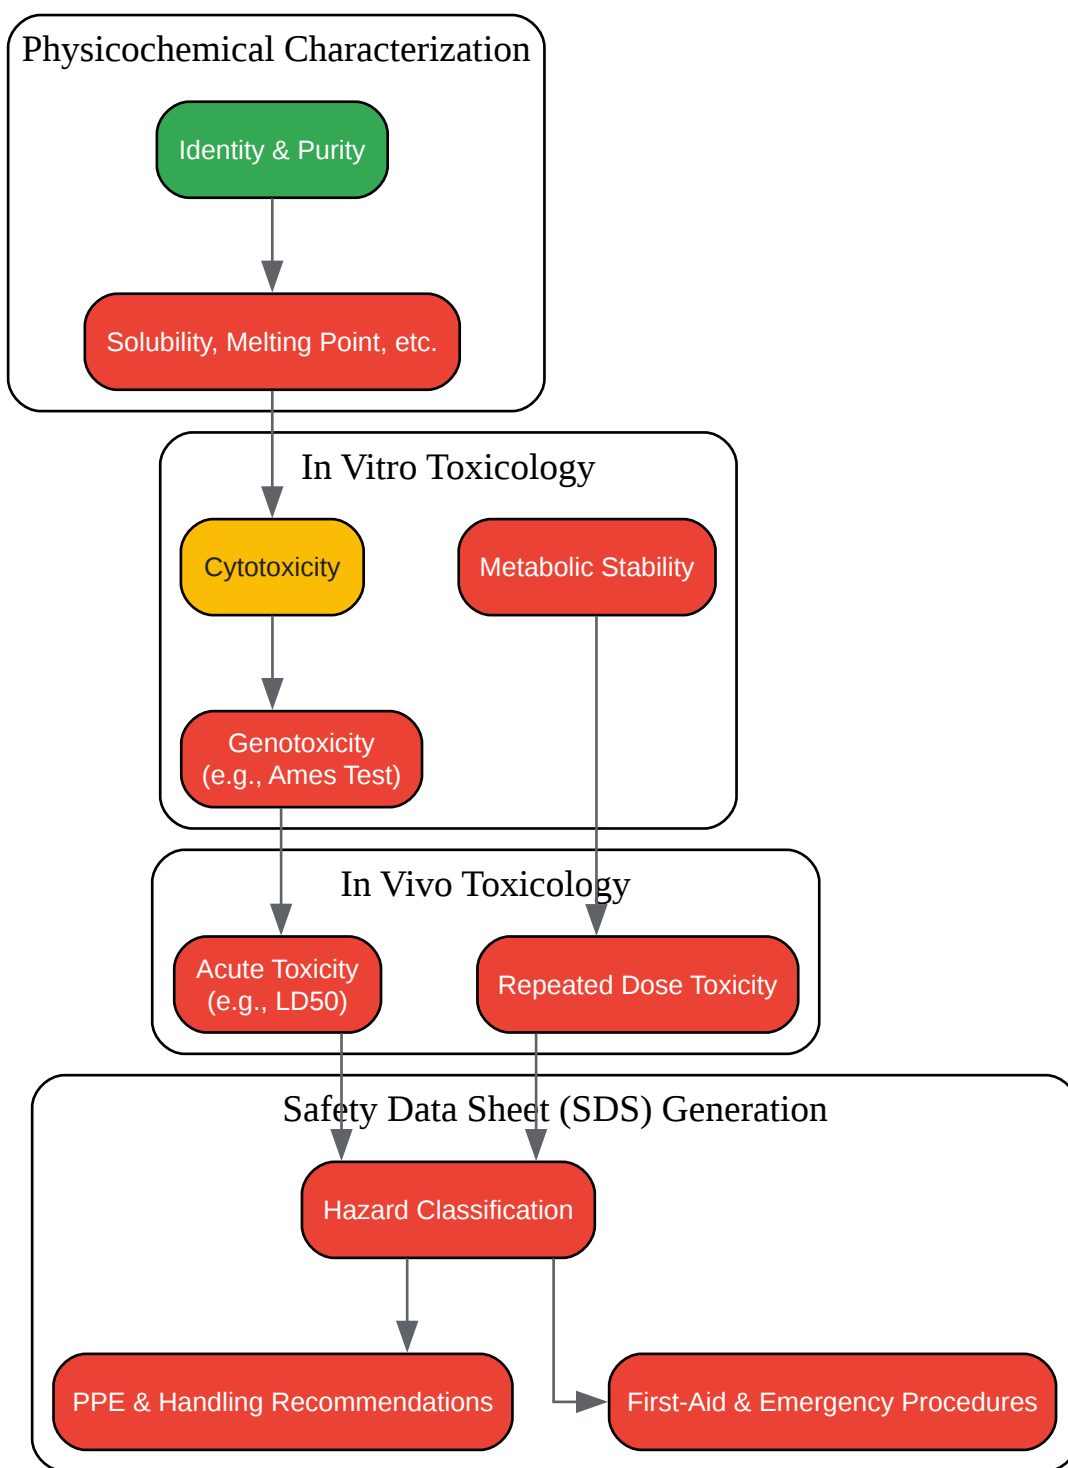 Physicochemical Characterization
Identity & Purity
Solubility, Melting Point, etc.
In Vitro Toxicology
Cytotoxicity
Metabolic Stability
Genotoxicity
(e.g., Ames Test)
In Vivo Toxicology
Acute Toxicity
(e.g., LD50)
Repeated Dose Toxicity
Safety Data Sheet (SDS) Generation
Hazard Classification
PPE & Handling Recommendations
First-Aid & Emergency Procedures